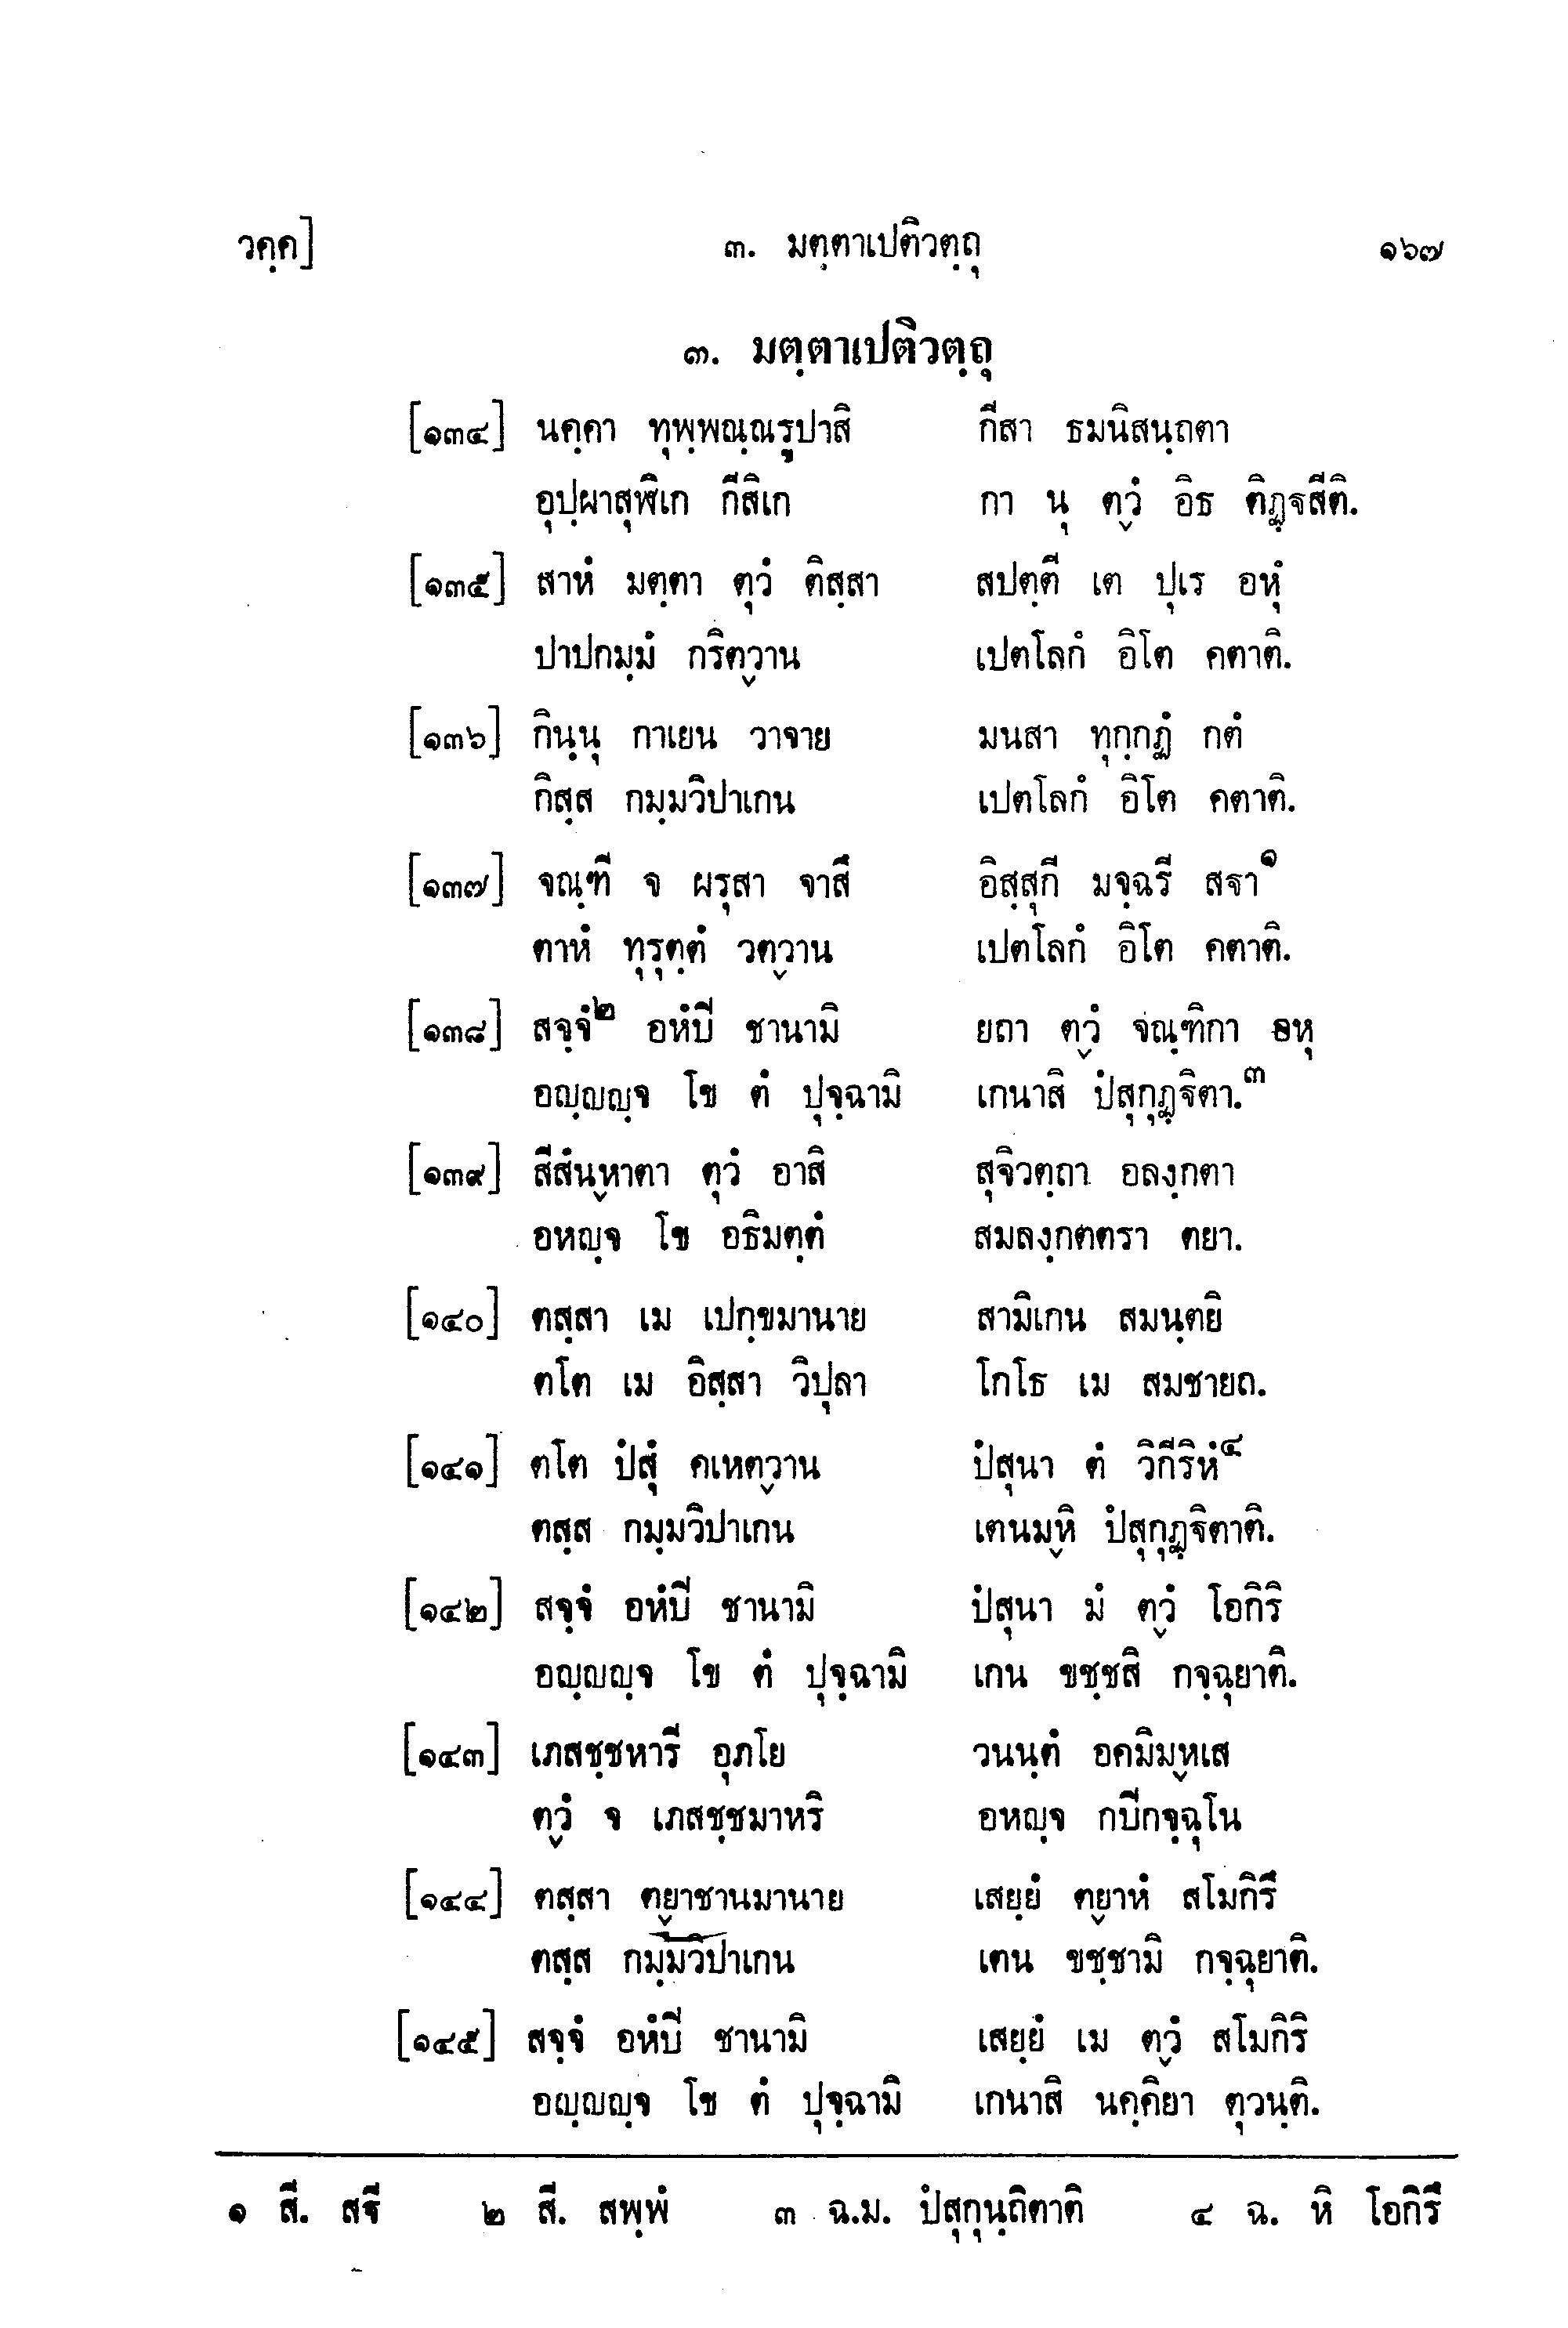 วคฺค] ๓. มตฺตาเปติวตฺถุ ๑๖๗
๓. มตฺตาเปติวตฺถุ
[๑๓๔] นคฺคา ทุพฺพณฺณรูปาสิ กีสา ธมนิสนฺถตา
อุปฺผาสุฬิเก กีสิเก กา นุ ตฺวํ อิธ ติฏฺฐสีติ.
[๑๓๕] สาหํ มตฺตา ตุวํ ติสฺสา สปตฺตี เต ปุเร อหุํ
ปาปกมฺมํ กริตฺวาน เปตโลกํ อิโต คตาติ.
[๑๓๖] กินฺนุ กาเยน วาจาย มนสา ทุกฺกฏํ กตํ
กิสฺส กมฺมวิปาเกน เปตโลกํ อิโต คตาติ.
[๑๓๗] จณฺฑี จ ผรุสา จาสึ อิสฺสุกี มจฺฉรี สฐา๑
ตาหํ ทุรุตฺตํ วตฺวาน เปตโลกํ อิโต คตาติ.
[๑๓๘] สจฺจํ๒ อหํปี ชานามิ ยถา ตฺวํ จณฺฑิกา อหุ
อญฺญญฺจ โข ตํ ปุจฺฉามิ เกนาสิ ปํสุกุฏฺฐิตา.๓
[๑๓๙] สีสํนฺหาตา ตุวํ อาสิ สุจิวตฺถา อลงฺกตา
อหญฺจ โข อธิมตฺตํ สมลงฺกตตรา ตยา.
[๑๔๐] ตสฺสา เม เปกฺขมานาย สามิเกน สมนฺตยิ
ตโต เม อิสฺสา วิปุลา โกโธ เม สมชายถ.
[๑๔๑] ตโต ปํสุํ คเหตฺวาน ปํสุนา ตํ วิกีริหํ๔
ตสฺส กมฺมวิปาเกน เตนมฺหิ ปํสุกุฏฺฐิตาติ.
[๑๔๒] สจฺจํ อหํปี ชานามิ ปํสุนา มํ ตฺวํ โอกิริ
อญฺญญฺจ โข ตํ ปุจฺฉามิ เกน ขชฺชสิ กจฺฉุยาติ.
[๑๔๓] เภสชฺชหารี อุภโย วนนฺตํ อคมิมฺหเส
ตฺวํ จ เภสชฺชมาหริ อหญฺจ กปีกจฺฉุโน
[๑๔๔] ตสฺสา ตฺยาชานมานาย เสยฺยํ ตฺยาหํ สโมกิรึ
ตสฺส กมฺมวิปาเกน เตน ขชฺชามิ กจฺฉุยาติ.
[๑๔๕] สจฺจํ อหํปี ชานามิ เสยฺยํ เม ตฺวํ สโมกิริ
อญฺญญฺจ โข ตํ ปุจฺฉามิ เกนาสิ นคฺคิยา ตุวนฺติ.
๑ สี. สฐี ๒ สี. สพฺพํ ๓ ฉ.ม. ปํสุกุนฺถิตาติ ๔ ฉ. หิ โอกิรึ